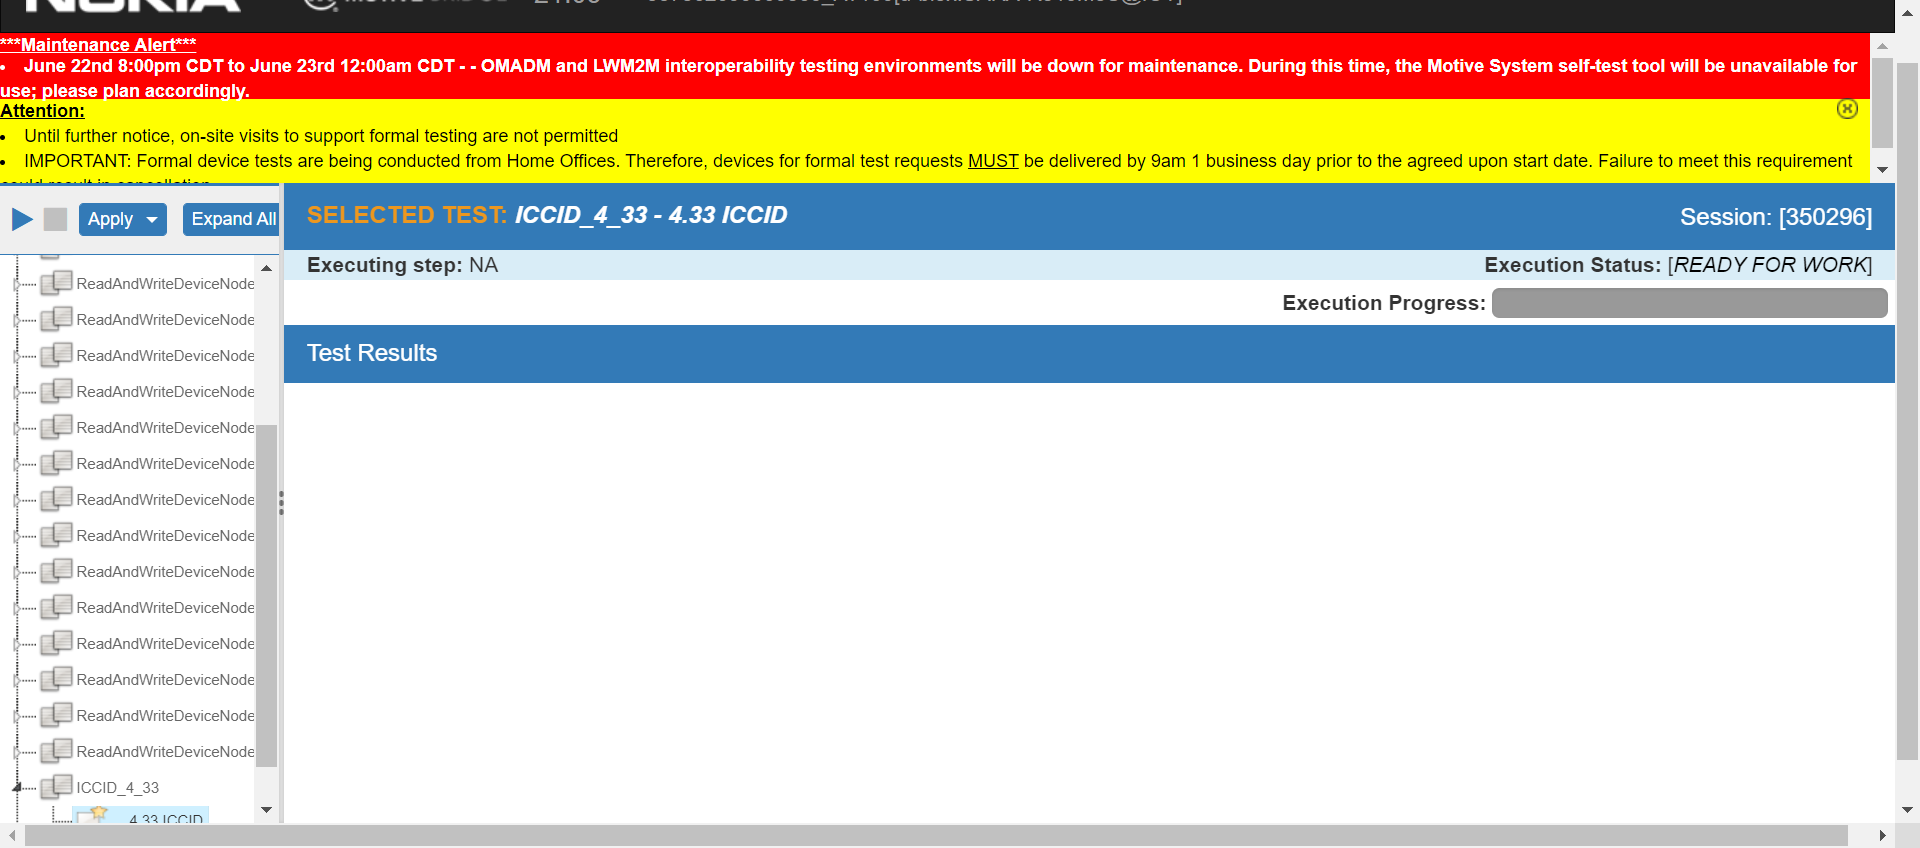 NOKIA
***Maintenance Alert***
• June 22nd 8:00pm CDT to June 23rd 12:00am CDT - - OMADM and LWM2M interoperability testing environments will be down for maintenance. During this time, the Motive System self-test tool will be unavailable for
use; please plan accordingly.
Attention:
• Until further notice, on-site visits to support formal testing are not permitted
• IMPORTANT: Formal device tests are being conducted from Home Offices. Therefore, devices for formal test requests MUST be delivered by 9am 1 business day prior to the agreed upon start date. Failure to meet this requirement
could result in cancellation
Apply
Expand All
SELECTED TEST: ICCID_4_33 - 4.33 ICCID
Session: [350296]
Executing step: NA
Execution Status: [READY FOR WORK]
Execution Progress:
Test Results
ReadAndWriteDeviceNode
ReadAndWriteDeviceNode
ReadAndWriteDeviceNode
ReadAndWriteDeviceNode
ReadAndWriteDeviceNode
ReadAndWriteDeviceNode
ReadAndWriteDeviceNode
ReadAndWriteDeviceNode
ReadAndWriteDeviceNode
ReadAndWriteDeviceNode
ReadAndWriteDeviceNode
ReadAndWriteDeviceNode
ReadAndWriteDeviceNode
ReadAndWriteDeviceNode
ICCID_4_33
4.33 ICCID